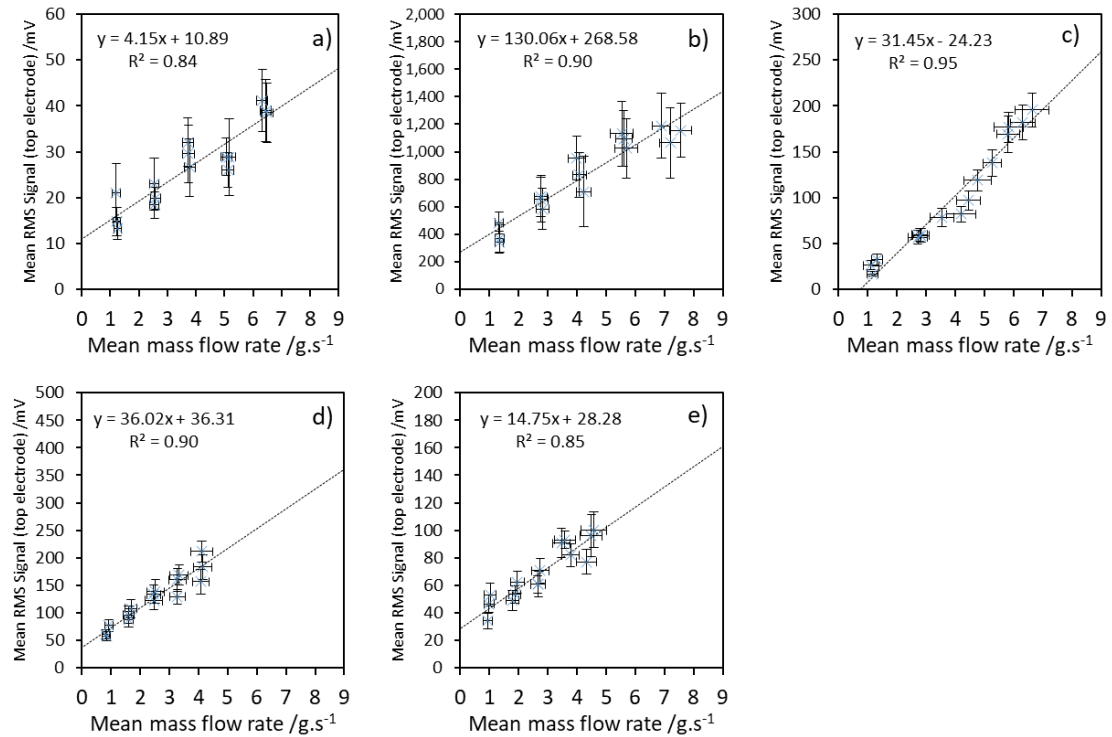 y = 4.15x + 10.89
R² = 0.84
a)
Mean RMS Signal (top electrode) /mV
60
50
40
30
20
10
0
0 1 2 3 4 5 6 7 8 9
Mean mass flow rate /g.s⁻¹
y = 130.06x + 268.58
R² = 0.90
b)
Mean RMS Signal (top electrode) /mV
2,000
1,800
1,600
1,400
1,200
1,000
800
600
400
200
0
0 1 2 3 4 5 6 7 8 9
Mean mass flow rate /g.s⁻¹
y = 31.45x - 24.23
R² = 0.95
c)
Mean RMS Signal (top electrode) /mV
300
250
200
150
100
50
0
0 1 2 3 4 5 6 7 8 9
Mean mass flow rate /g.s⁻¹
y = 36.02x + 36.31
R² = 0.90
d)
Mean RMS Signal (top electrode) /mV
500
450
400
350
300
250
200
150
100
50
0
0 1 2 3 4 5 6 7 8 9
Mean mass flow rate /g.s⁻¹
y = 14.75x + 28.28
R² = 0.85
e)
Mean RMS Signal (top electrode) /mV
200
180
160
140
120
100
80
60
40
20
0
0 1 2 3 4 5 6 7 8 9
Mean mass flow rate /g.s⁻¹